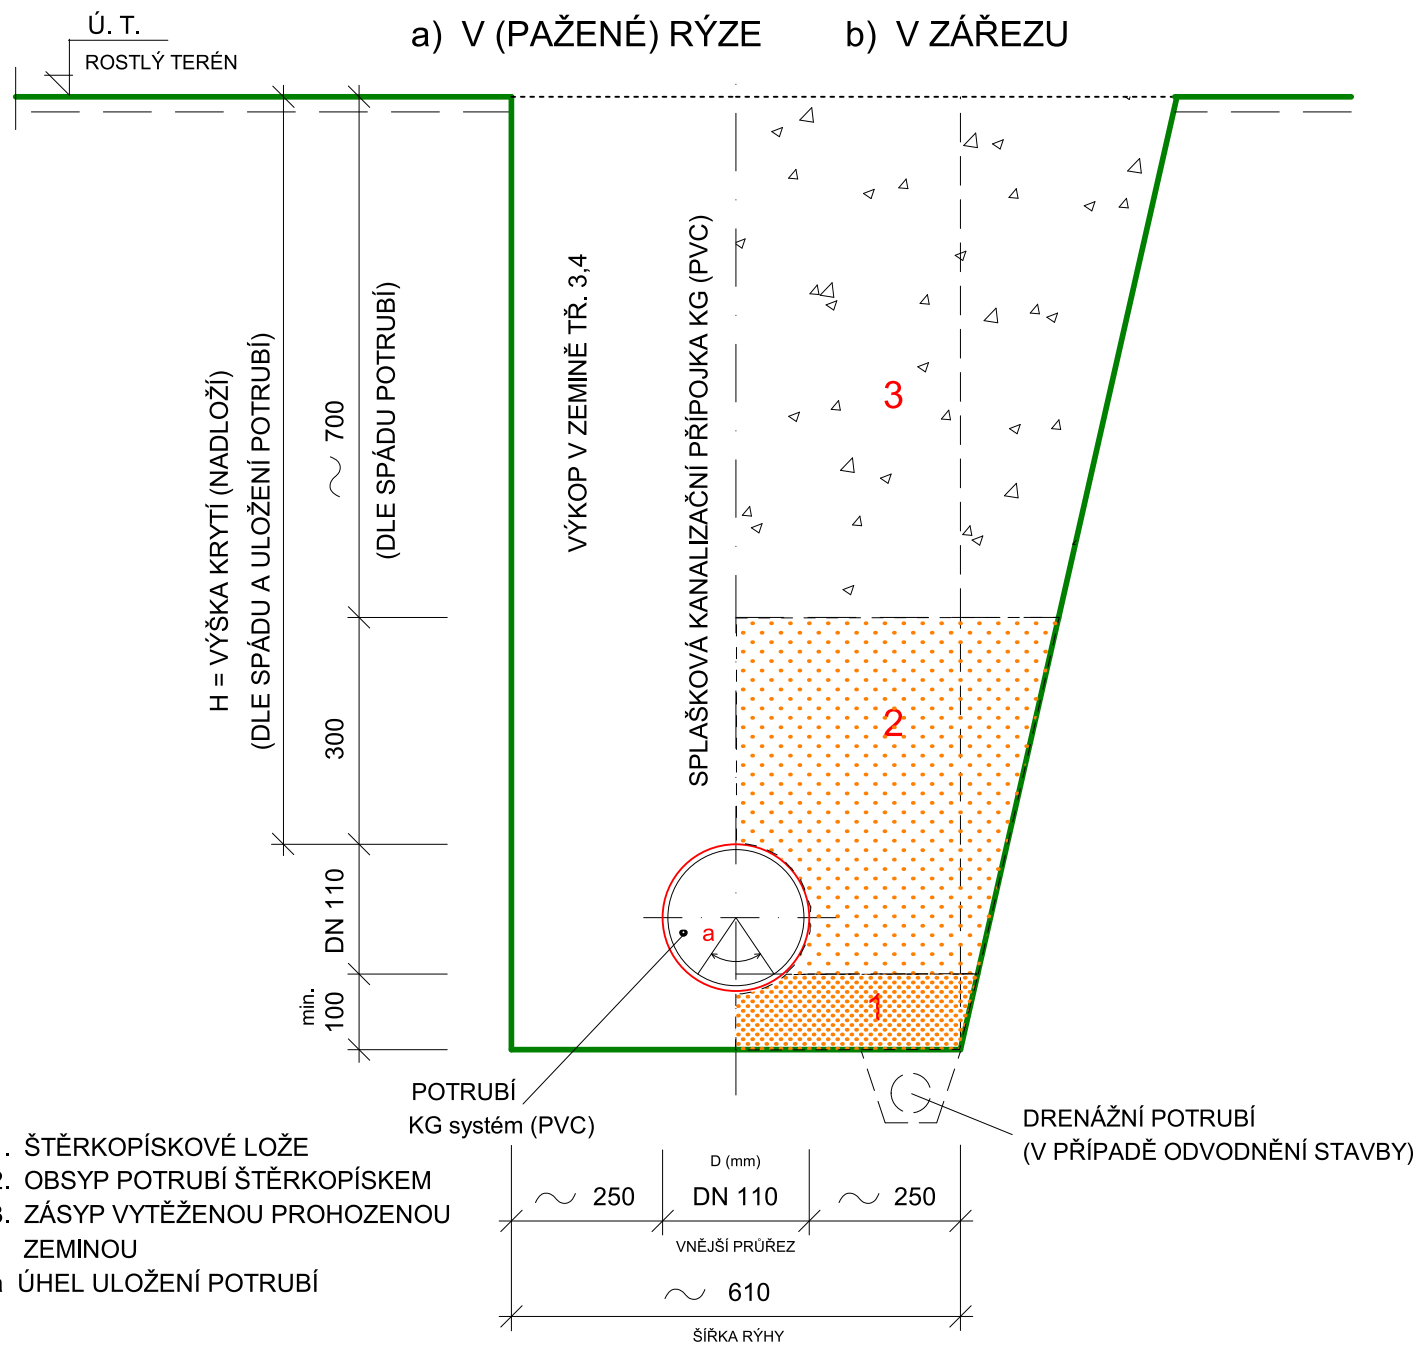 Ú. T.
ROSTLÝ TERÉN
a) V (PAŽENÉ) RÝZE
b) V ZÁŘEZU
H = VÝŠKA KRYTÍ (NADLOŽÍ)
(DLE SPÁDU A ULOŽENÍ POTRUBÍ)
~ 700
(DLE SPÁDU POTRUBÍ)
300
DN 110
min.
100
VÝKOP V ZEMINĚ TŘ. 3,4
SPLAŠKOVÁ KANALIZAČNÍ PŘÍPOJKA KG (PVC)
3
2
1
a
POTRUBÍ
KG systém (PVC)
DRENÁŽNÍ POTRUBÍ
(V PŘÍPADĚ ODVODNĚNÍ STAVBY)
. ŠTĚRKOPÍSKOVÉ LOŽE
2. OBSYP POTRUBÍ ŠTĚRKOPÍSKEM
3. ZÁSYP VYTĚŽENOU PROHOZENOU
ZEMINOU
a ÚHEL ULOŽENÍ POTRUBÍ
D (mm)
~ 250
DN 110
~ 250
VNĚJŠÍ PRŮŘEZ
~ 610
ŠÍŘKA RÝHY